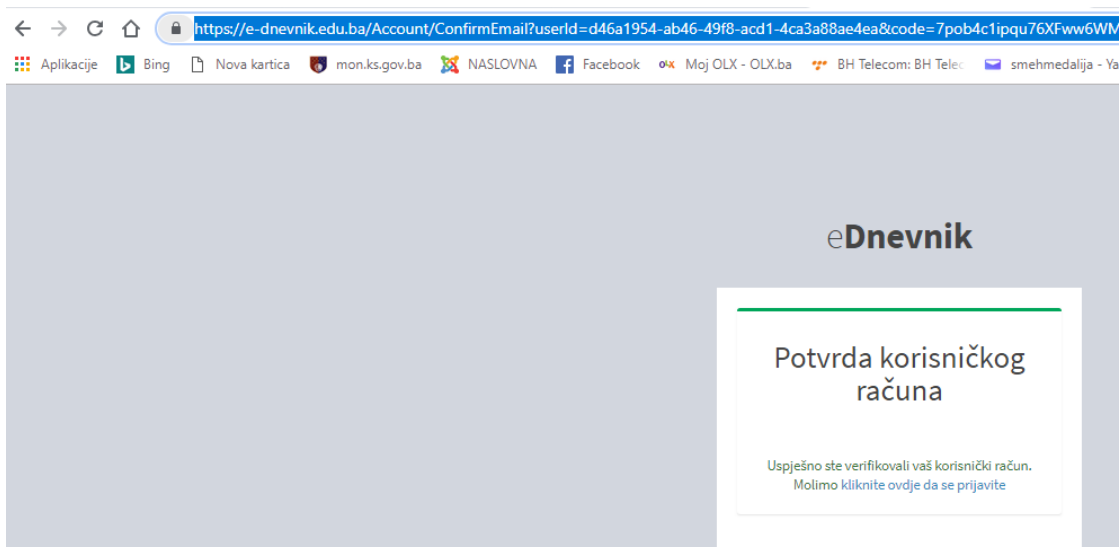 https://e-dnevnik.edu.ba/Account/ConfirmEmail?userId=d46a1954-ab46-49f8-acd1-4ca3a88ae4ea&code=7pob4c1ipqu76XFww6WM
Aplikacije Bing Nova kartica mon.ks.gov.ba NASLOVNA Facebook Moj OLX - OLX.ba BH Telecom: BH Telec smehmedalija - Ya
eDnevnik
Potvrda korisničkog
računa
Uspješno ste verifikovali vaš korisnički račun.
Molimo kliknite ovdje da se prijavite